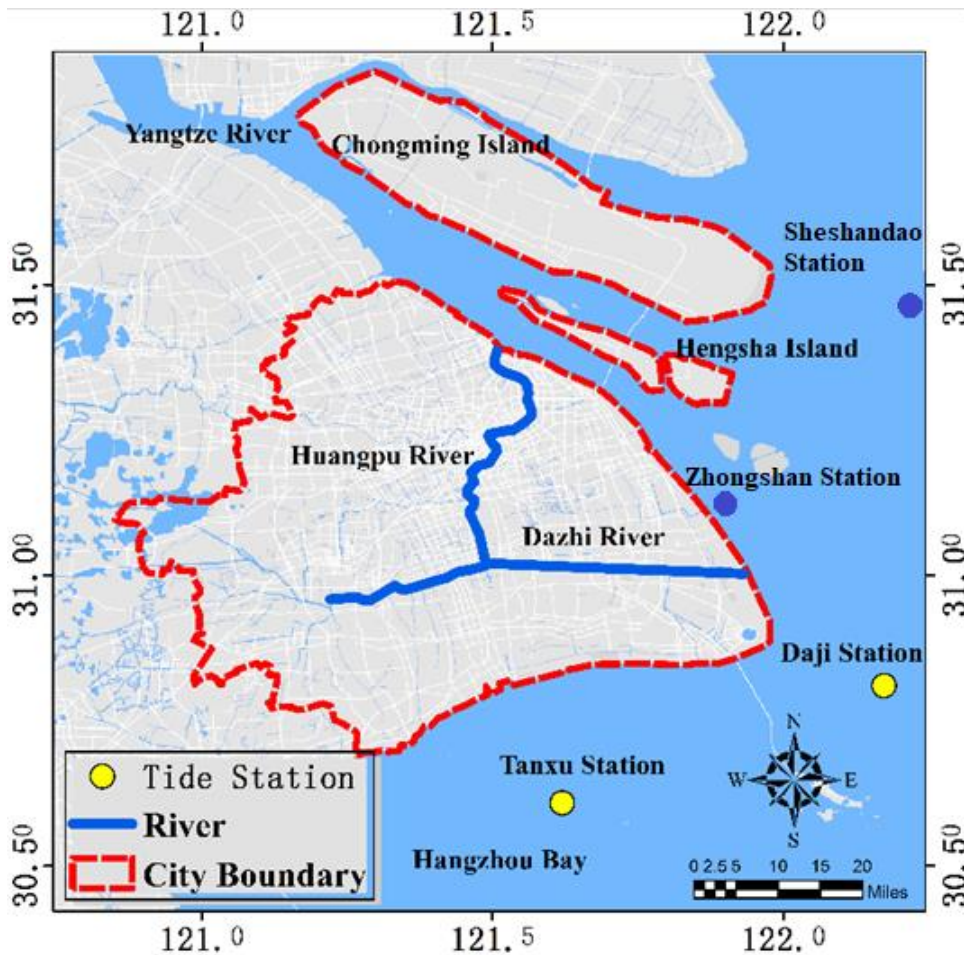 121.0 121.5 122.0
Yangtze River
Chongming Island
Sheshandao
Station
31.50
31.50
Hengsha Island
Huangpu River
Zhongshan Station
Dazhi River
31.00
31.00
Daji Station
N
Tanxu Station
W E
S
Tide Station
River
City Boundary
Hangzhou Bay
30.50
30.50
0 2.5 5 10 15 20
Miles
121.0 121.5 122.0